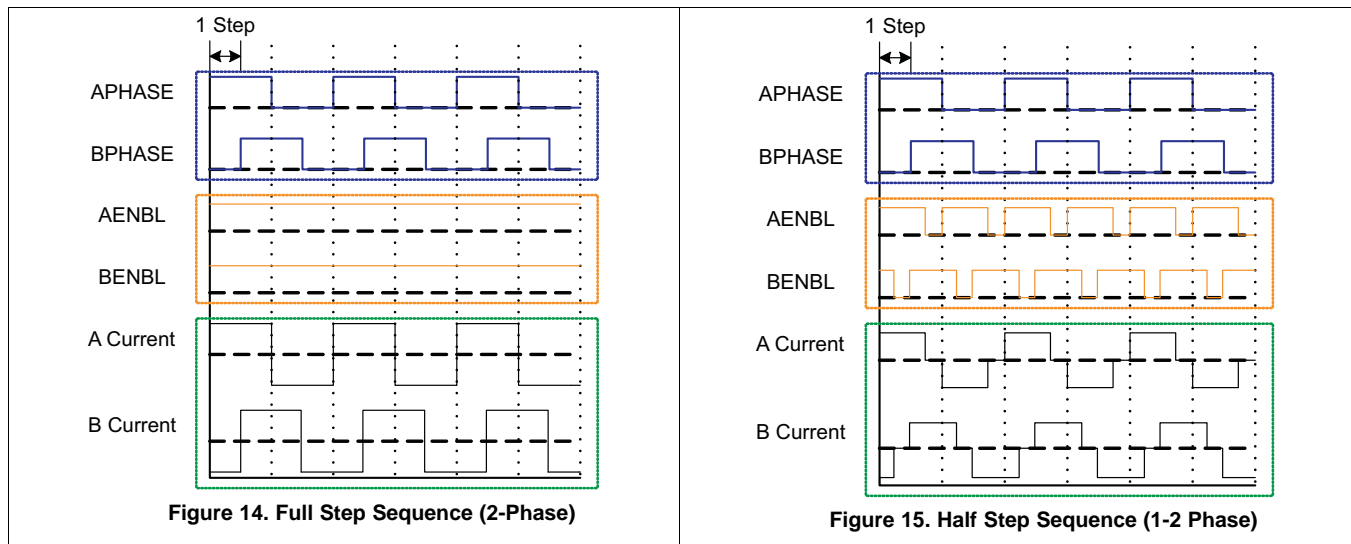 1 Step
APHASE
BPHASE
AENBL
BENBL
A Current
B Current
Figure 14. Full Step Sequence (2-Phase)
1 Step
APHASE
BPHASE
AENBL
BENBL
A Current
B Current
Figure 15. Half Step Sequence (1-2 Phase)